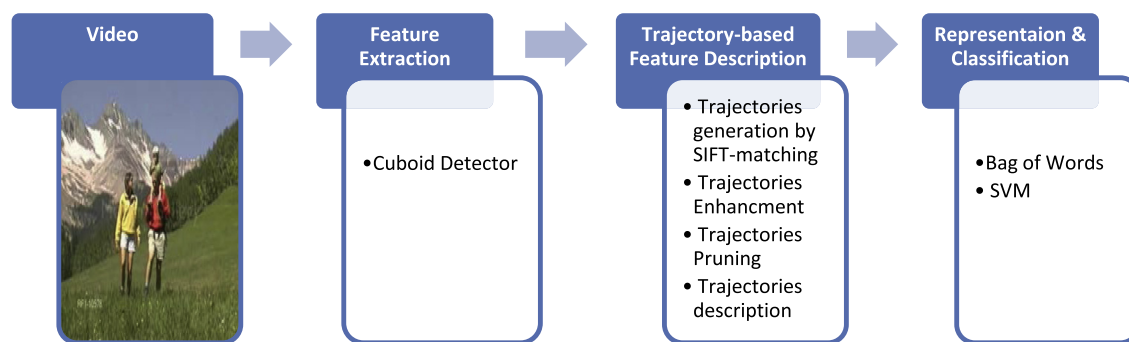 Video
Feature
Extraction
Trajectory-based
Feature Description
Representaion &
Classification
•Cuboid Detector
• Trajectories
generation by
SIFT-matching
• Trajectories
Enhancment
• Trajectories
Pruning
• Trajectories
description
•Bag of Words
• SVM